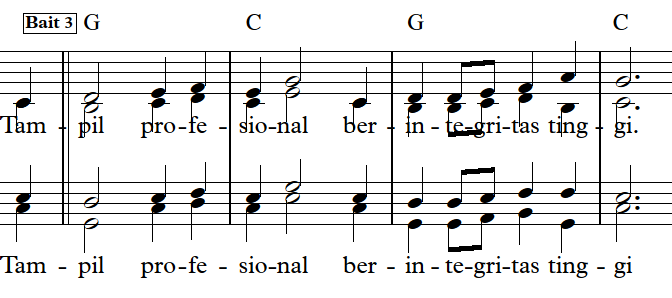 Bait 3 G C G C
Tam - pil pro-fe - sio-nal ber - in - te-gri-tas ting - gi.
Tam - pil pro-fe - sio-nal ber - in - te-gri-tas ting - gi